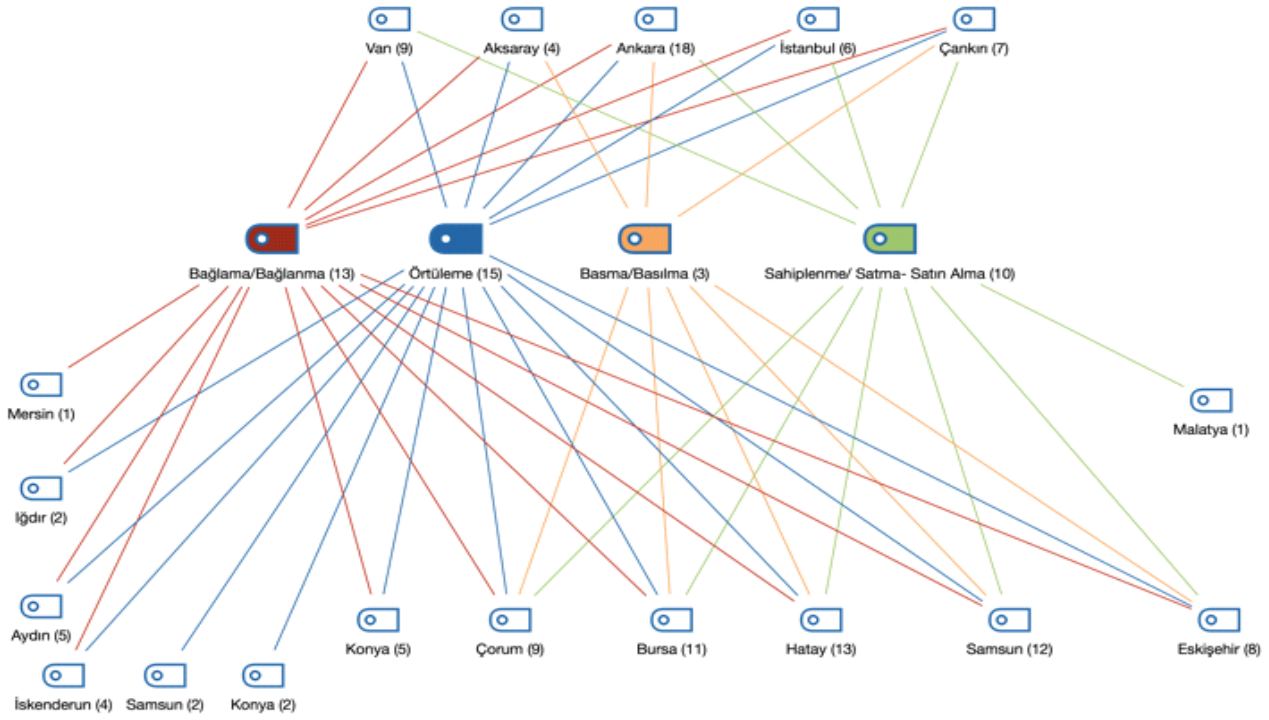 Van (9)
Aksaray (4)
Ankara (18)
İstanbul (6)
Çankırı (7)
Bağlama/Bağlanma (13)
Örtüleme (15)
Basma/Basılma (3)
Sahiplenme/ Satma- Satın Alma (10)
Mersin (1)
Malatya (1)
Iğdır (2)
Aydın (5)
Konya (5)
Çorum (9)
Bursa (11)
Hatay (13)
Samsun (12)
Eskişehir (8)
İskenderun (4)
Samsun (2)
Konya (2)